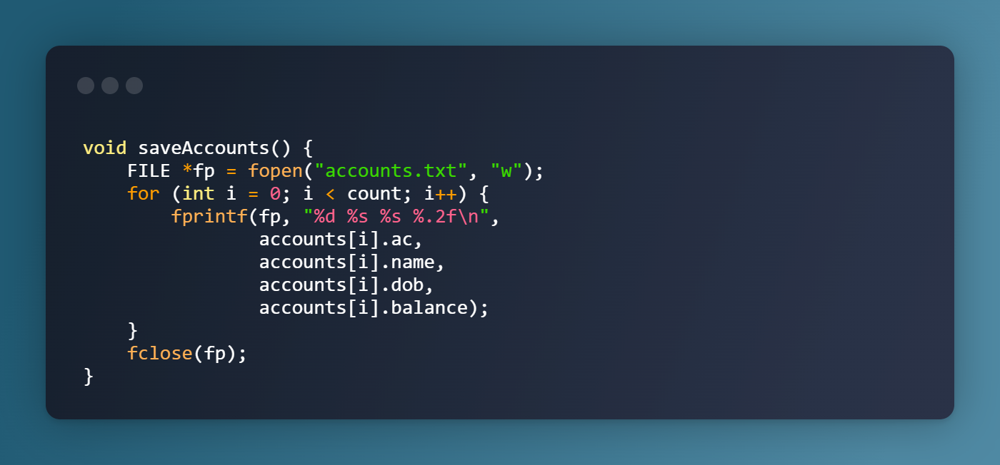 void saveAccounts() {
    FILE *fp = fopen("accounts.txt", "w");
    for (int i = 0; i < count; i++) {
        fprintf(fp, "%d %s %s %.2f\n",
                accounts[i].ac,
                accounts[i].name,
                accounts[i].dob,
                accounts[i].balance);
    }
    fclose(fp);
}